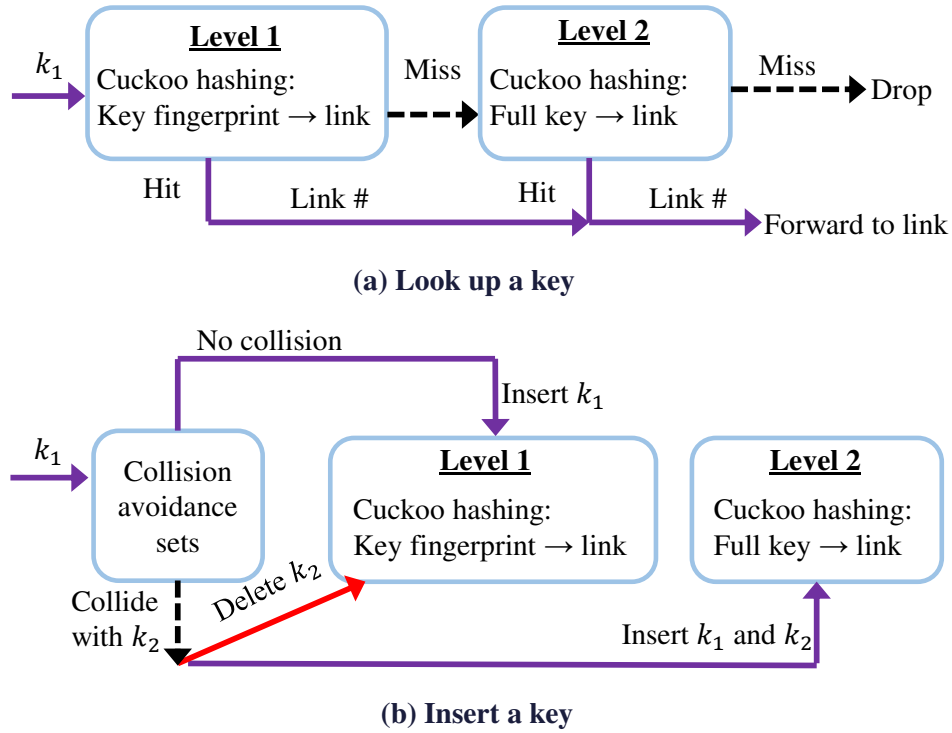 Level 1
Cuckoo hashing:
Key fingerprint → link
k₁
Miss
Level 2
Cuckoo hashing:
Full key → link
Miss
Drop
Hit
Link #
Hit
Link #
Forward to link
(a) Look up a key
No collision
Insert k₁
k₁
Collision
avoidance
sets
Level 1
Cuckoo hashing:
Key fingerprint → link
Level 2
Cuckoo hashing:
Full key → link
Collide
with k₂
Delete k₂
Insert k₁ and k₂
(b) Insert a key